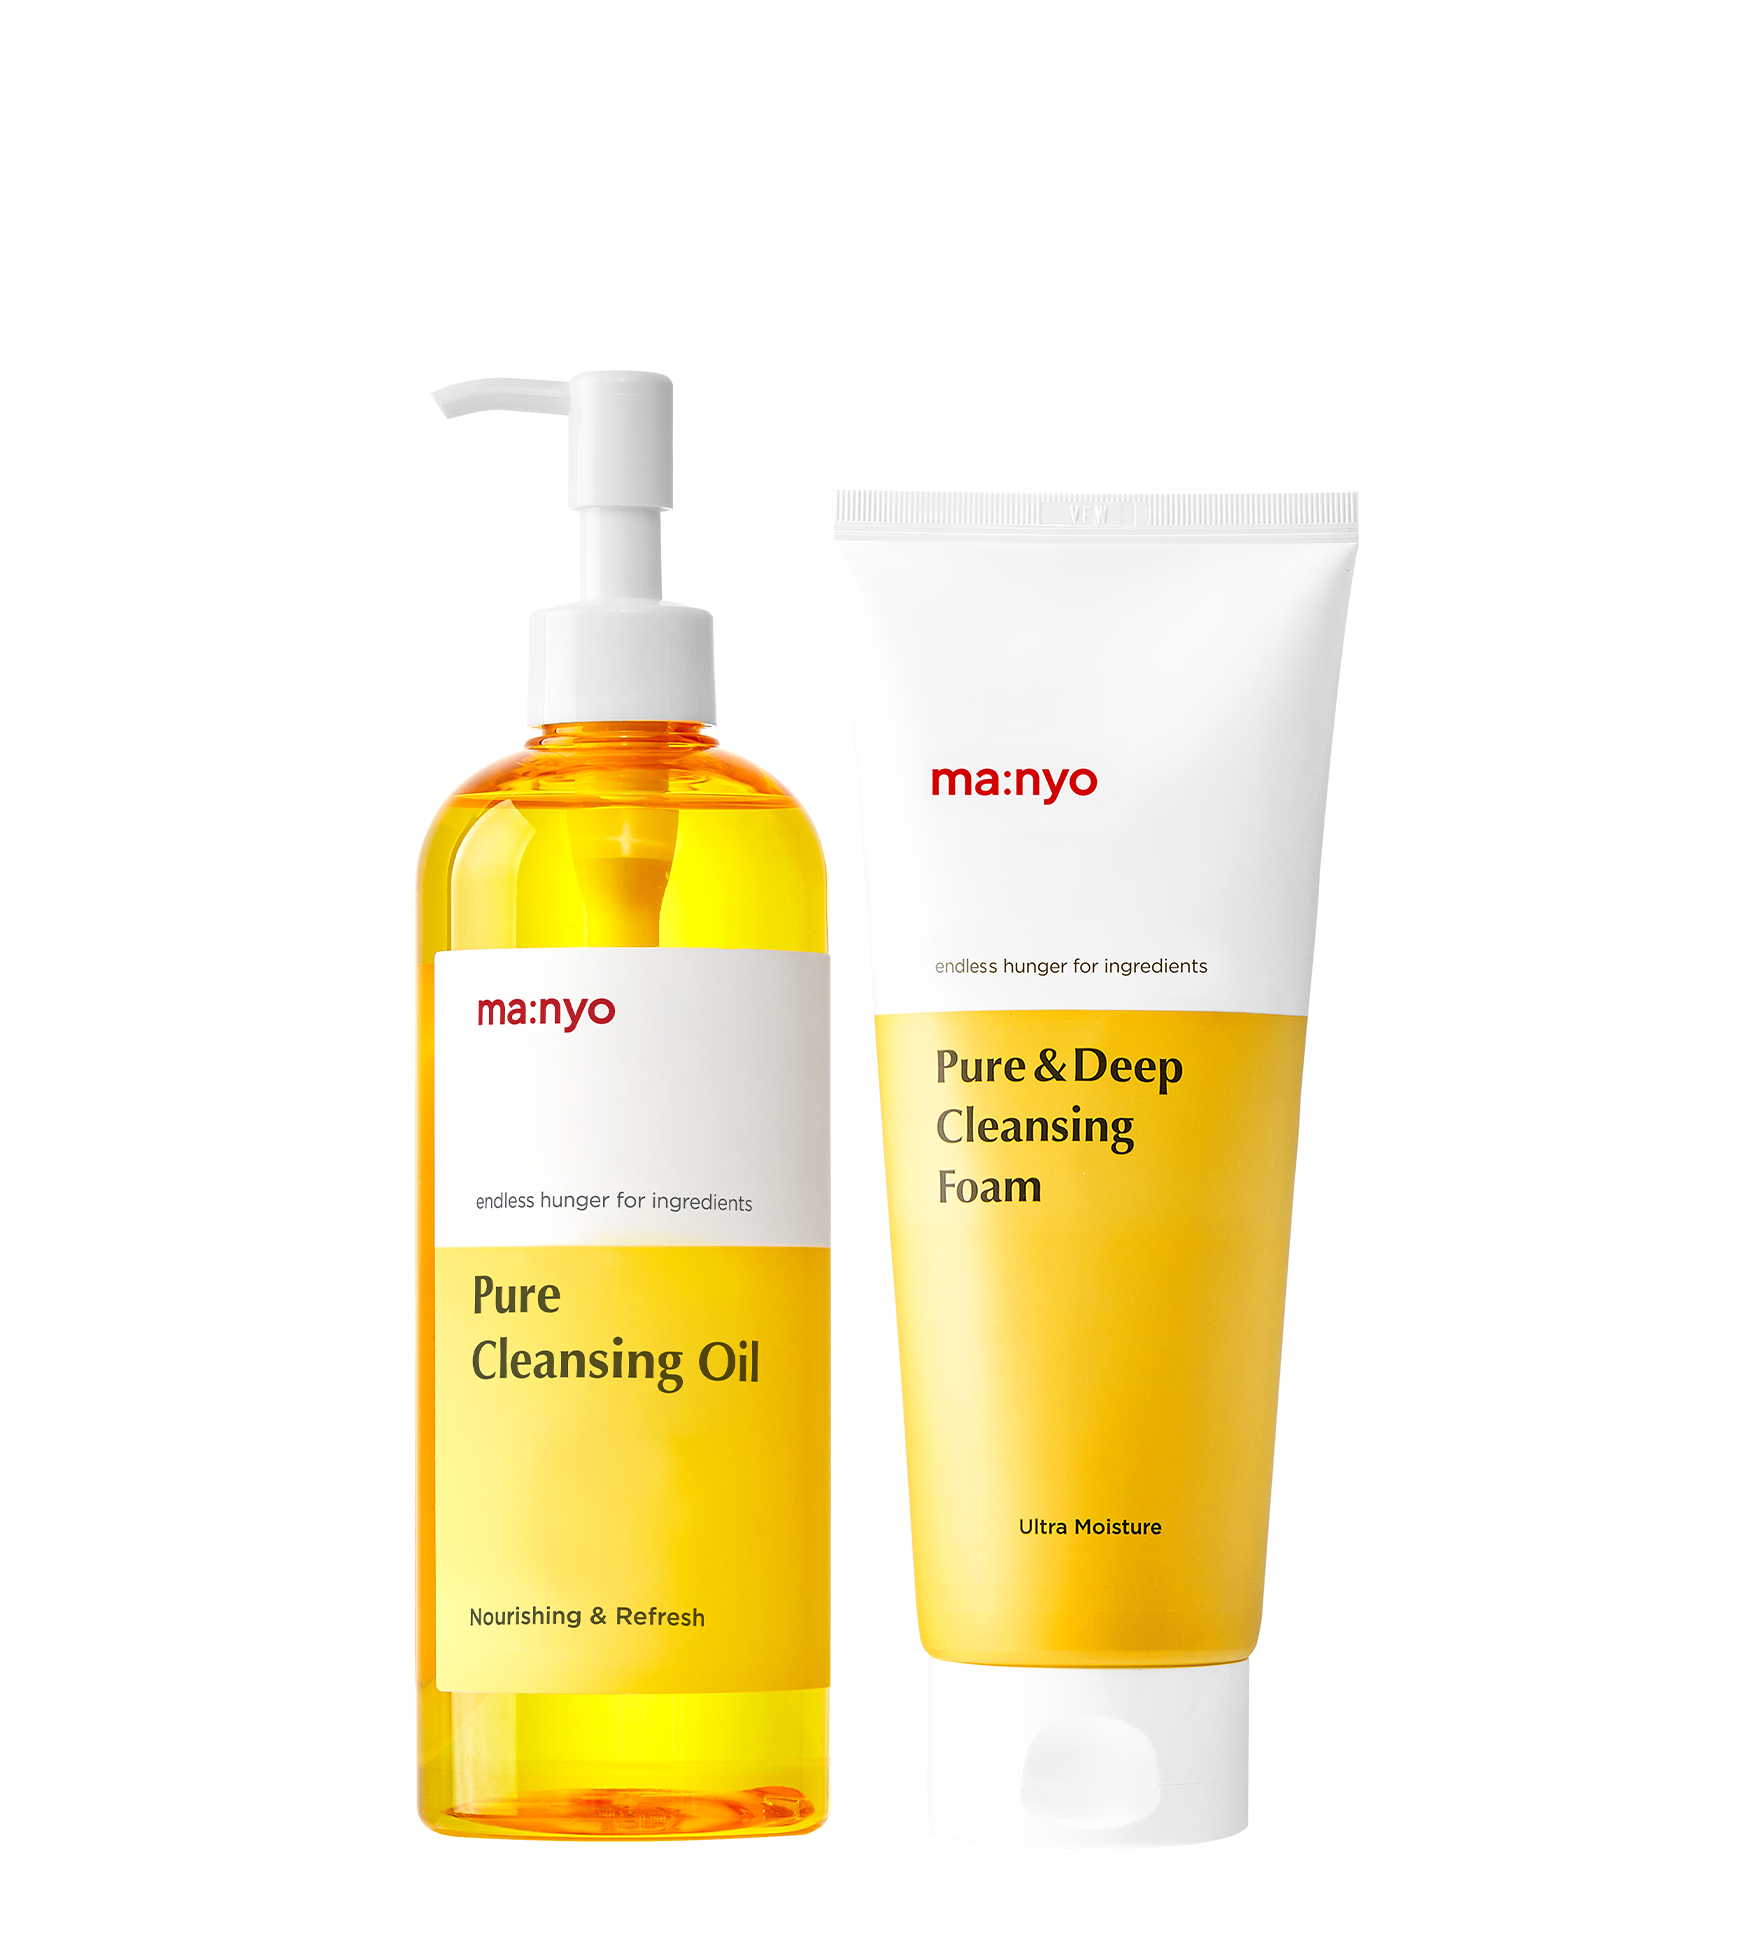 ma:nyo
endless hunger for ingredients
Pure
Cleansing Oil
Nourishing & Refresh
ma:nyo
endless hunger for ingredients
Pure & Deep
Cleansing
Foam
Ultra Moisture